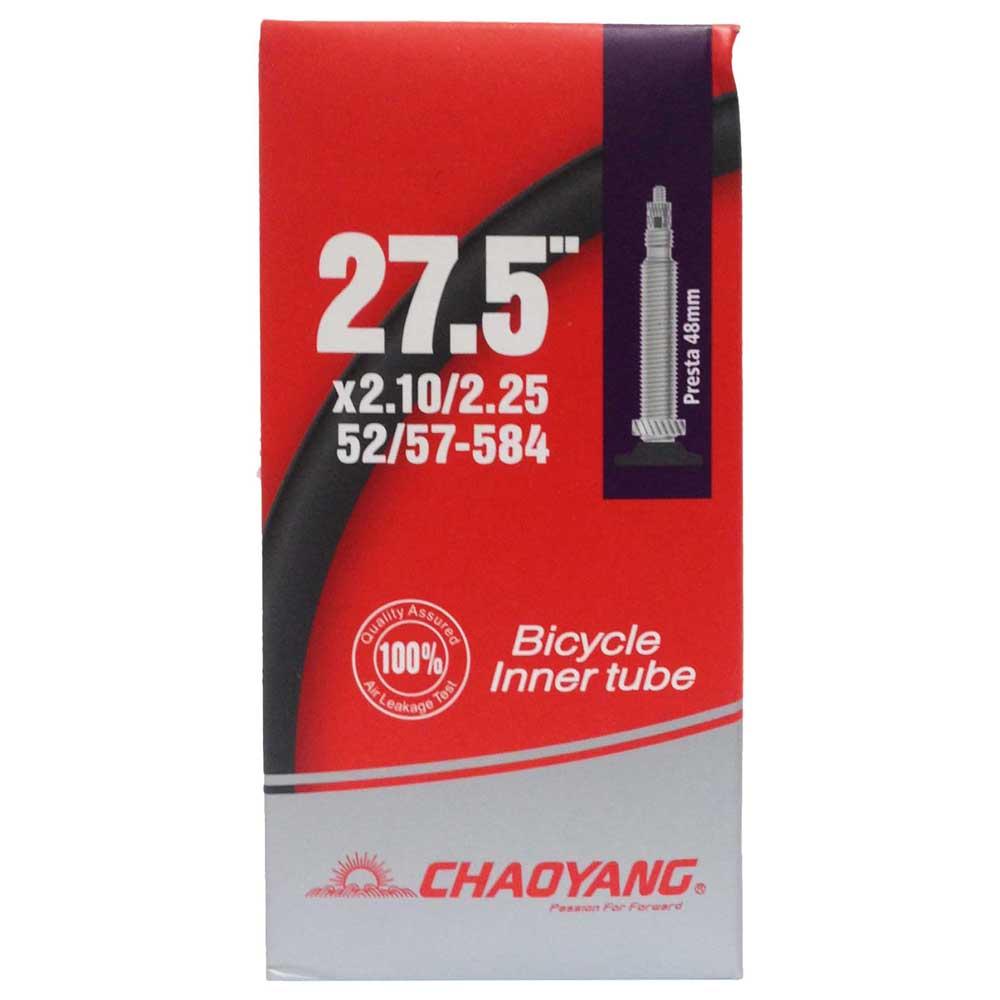 27.5"
x2.10/2.25
52/57-584
Presta 48mm
Quality Assured
100%
Air Leakage Test
Bicycle
Inner tube
CHAOYANG®
Passion For Forward